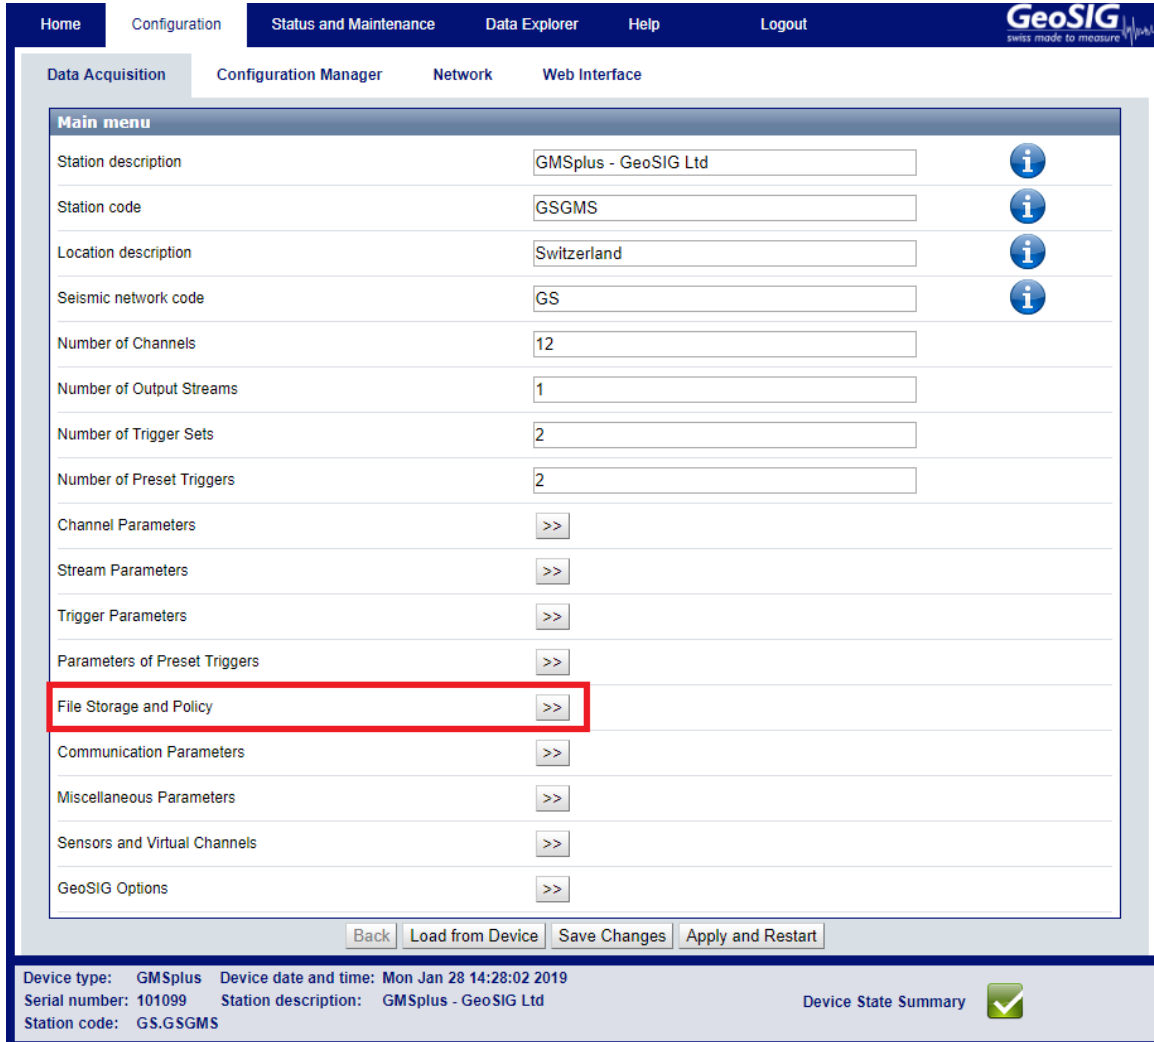 Home Configuration Status and Maintenance Data Explorer Help Logout GeoSIG
swiss made to measure
Data Acquisition Configuration Manager Network Web Interface
Main menu
Station description GMSplus - GeoSIG Ltd i
Station code GSGMS i
Location description Switzerland i
Seismic network code GS i
Number of Channels 12
Number of Output Streams 1
Number of Trigger Sets 2
Number of Preset Triggers 2
Channel Parameters >>
Stream Parameters >>
Trigger Parameters >>
Parameters of Preset Triggers >>
File Storage and Policy >>
Communication Parameters >>
Miscellaneous Parameters >>
Sensors and Virtual Channels >>
GeoSIG Options >>
Back Load from Device Save Changes Apply and Restart
Device type: GMSplus Device date and time: Mon Jan 28 14:28:02 2019
Serial number: 101099 Station description: GMSplus - GeoSIG Ltd Device State Summary
Station code: GS.GSGMS